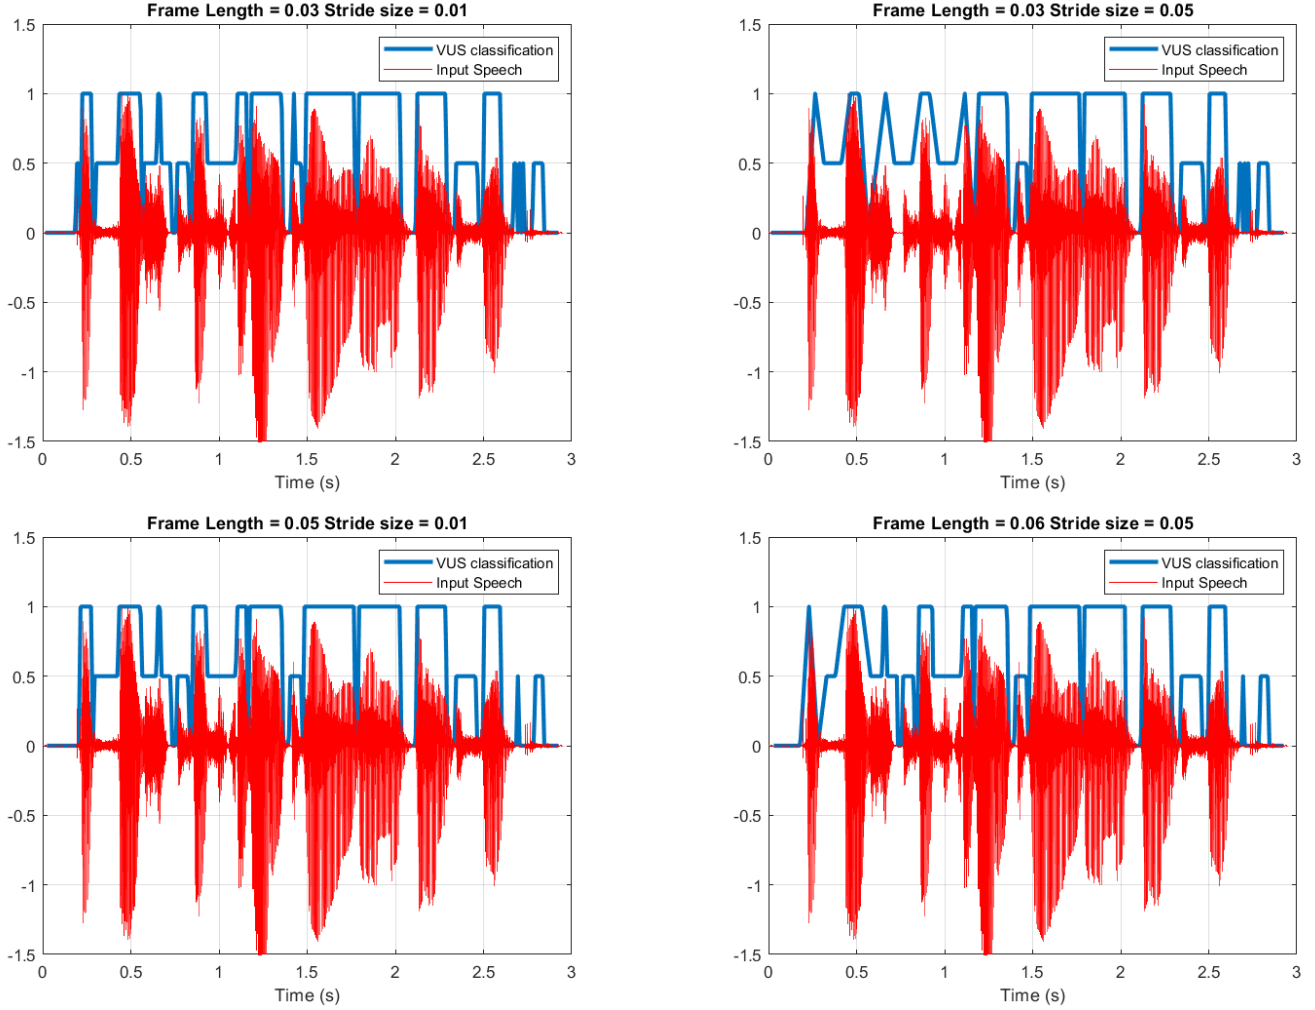 Frame Length = 0.03 Stride size = 0.01
1.5
1
0.5
0
-0.5
-1
-1.5
VUS classification
Input Speech
0 0.5 1 1.5 2 2.5 3
Time (s)
Frame Length = 0.03 Stride size = 0.05
1.5
1
0.5
0
-0.5
-1
-1.5
VUS classification
Input Speech
0 0.5 1 1.5 2 2.5 3
Time (s)
Frame Length = 0.05 Stride size = 0.01
1.5
1
0.5
0
-0.5
-1
-1.5
VUS classification
Input Speech
0 0.5 1 1.5 2 2.5 3
Time (s)
Frame Length = 0.06 Stride size = 0.05
1.5
1
0.5
0
-0.5
-1
-1.5
VUS classification
Input Speech
0 0.5 1 1.5 2 2.5 3
Time (s)